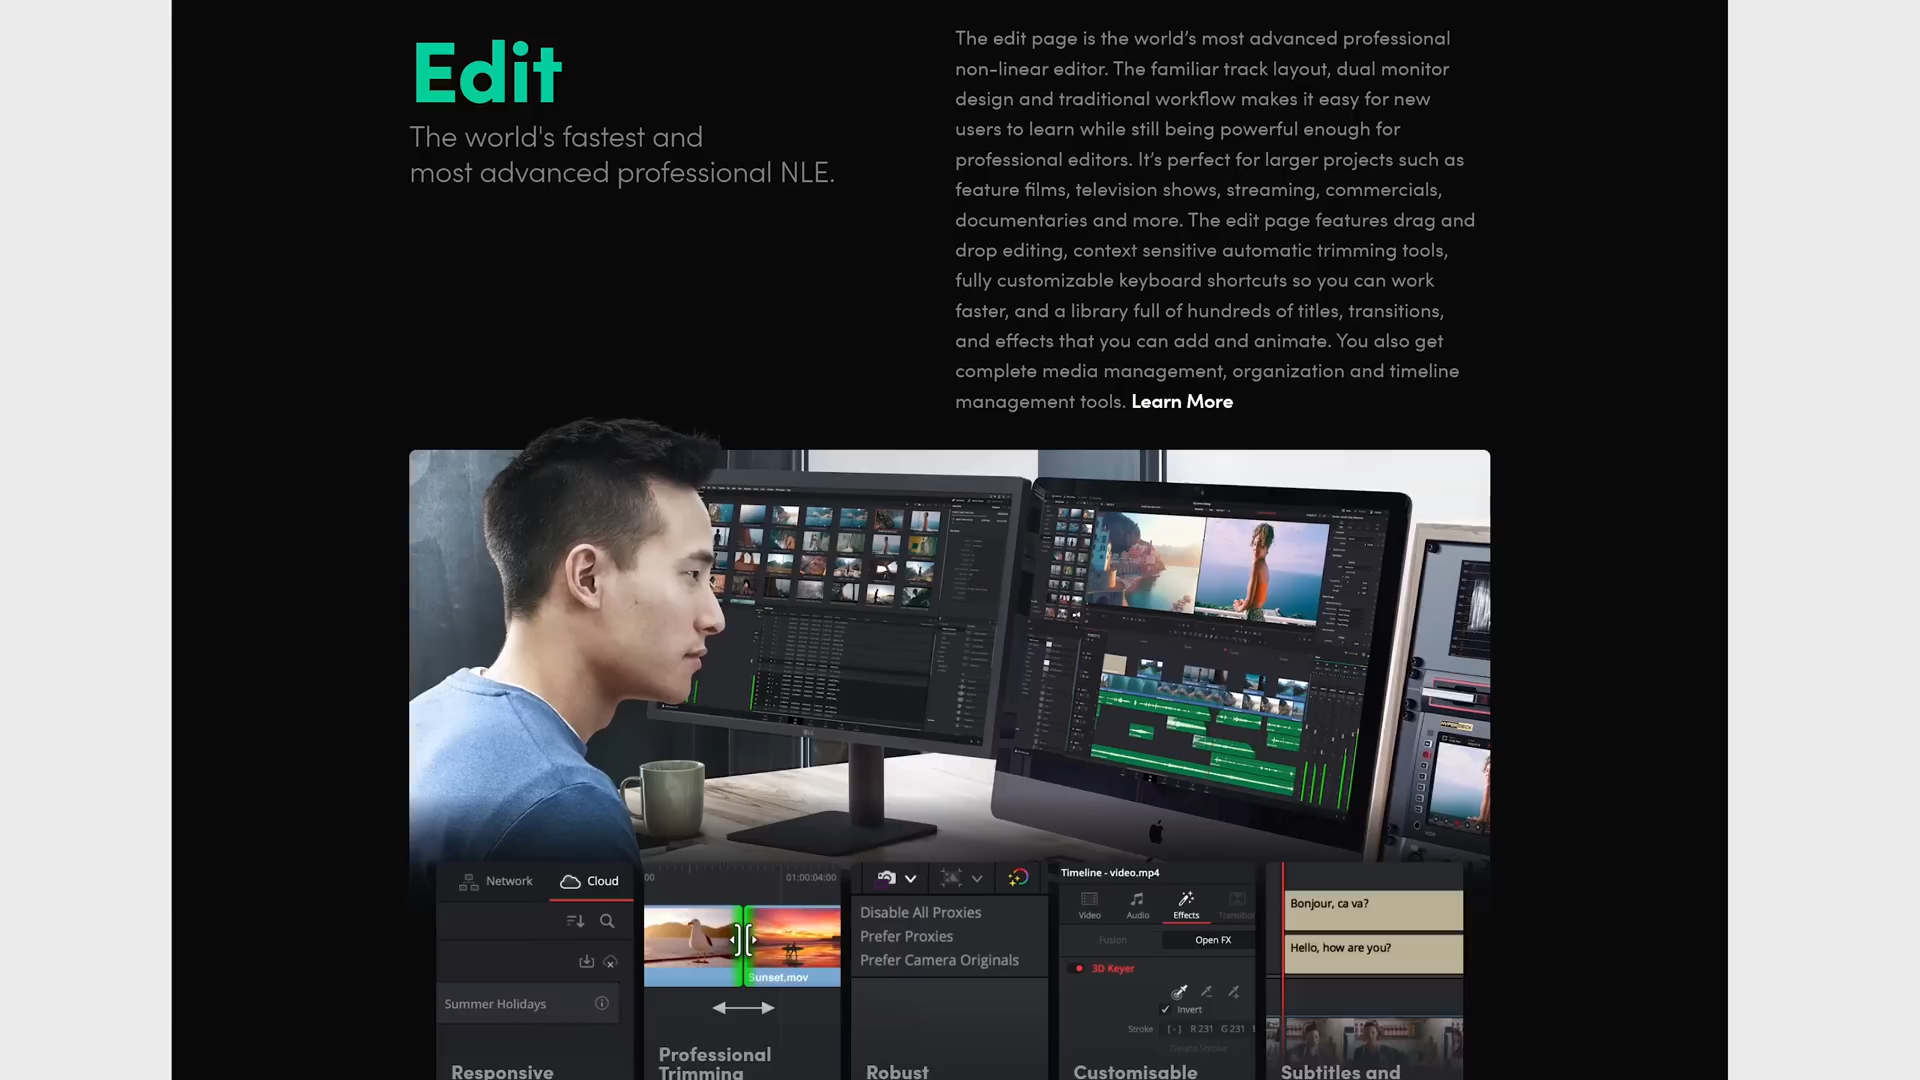 Edit
The world's fastest and
most advanced professional NLE.
The edit page is the world’s most advanced professional
non-linear editor. The familiar track layout, dual monitor
design and traditional workflow makes it easy for new
users to learn while still being powerful enough for
professional editors. It’s perfect for larger projects such as
feature films, television shows, streaming, commercials,
documentaries and more. The edit page features drag and
drop editing, context sensitive automatic trimming tools,
fully customizable keyboard shortcuts so you can work
faster, and a library full of hundreds of titles, transitions,
and effects that you can add and animate. You also get
complete media management, organization and timeline
management tools. Learn More
Network Cloud
Summer Holidays
Responsive
00 01:00:04:00
Sunset.mov
Professional
Trimming
Disable All Proxies
Prefer Proxies
Prefer Camera Originals
Robust
Timeline - video.mp4
Video Audio Effects
Fusion Open FX
3D Keyer
Invert
Stroke [ - ] R 231 G 231
Delete Stroke
Customisable
Bonjour, ca va?
Hello, how are you?
Subtitles and